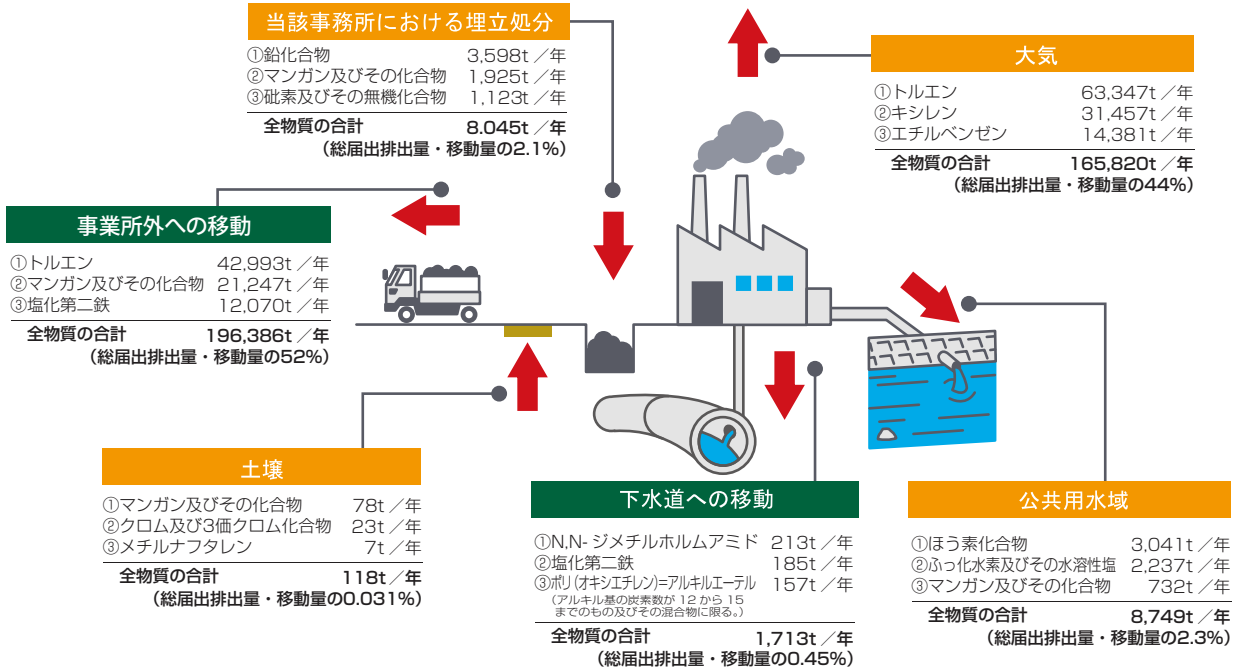 当該事務所における埋立処分
①鉛化合物 3,598t／年
②マンガン及びその化合物 1,925t／年
③砒素及びその無機化合物 1,123t／年
全物質の合計 8.045t／年
（総届出排出量・移動量の2.1%）
大気
①トルエン 63,347t／年
②キシレン 31,457t／年
③エチルベンゼン 14,381t／年
全物質の合計 165,820t／年
（総届出排出量・移動量の44%）
事業所外への移動
①トルエン 42,993t／年
②マンガン及びその化合物 21,247t／年
③塩化第二鉄 12,070t／年
全物質の合計 196,386t／年
（総届出排出量・移動量の52%）
土壌
①マンガン及びその化合物 78t／年
②クロム及び3価クロム化合物 23t／年
③メチルナフタレン 7t／年
全物質の合計 118t／年
（総届出排出量・移動量の0.031%）
下水道への移動
①N,N- ジメチルホルムアミド 213t／年
②塩化第二鉄 185t／年
③ポリ(オキシエチレン)=アルキルエーテル 157t／年
（アルキル基の炭素数が 12 から 15
までのもの及びその混合物に限る。）
全物質の合計 1,713t／年
（総届出排出量・移動量の0.45%）
公共用水域
①ほう素化合物 3,041t／年
②ふっ化水素及びその水溶性塩 2,237t／年
③マンガン及びその化合物 732t／年
全物質の合計 8,749t／年
（総届出排出量・移動量の2.3%）